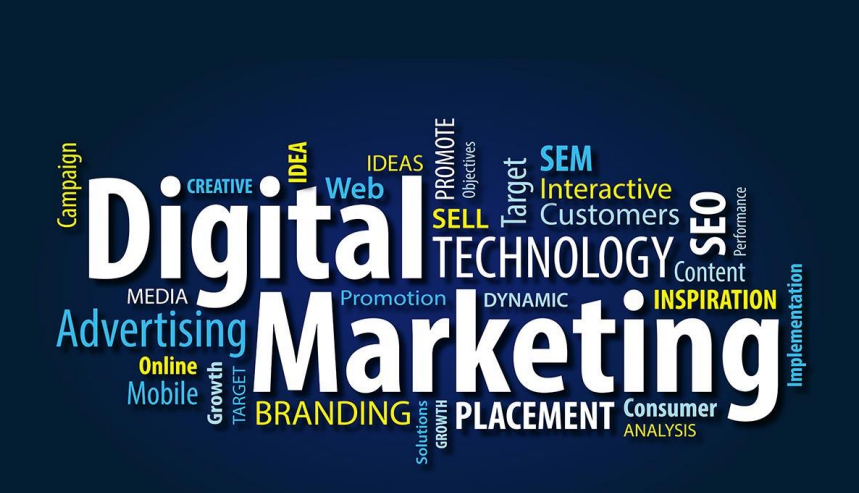 Campaign
CREATIVE
IDEA
IDEAS
Web
PROMOTE
Objectives
Target
SEM
Interactive
Customers
SELL
SEO
Performance
Digital
TECHNOLOGY
Content
MEDIA
Promotion
DYNAMIC
INSPIRATION
Implementation
Advertising
Marketing
Online
Mobile
Growth
TARGET
BRANDING
Solutions
GROWTH
PLACEMENT
Consumer
ANALYSIS